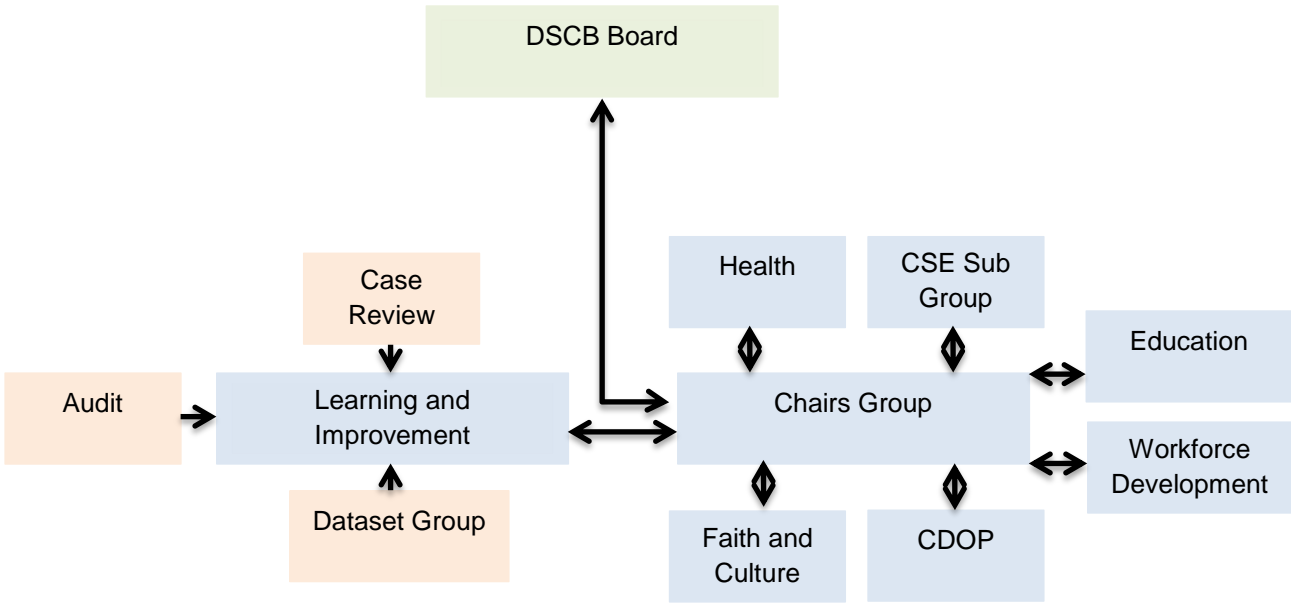 DSCB Board
Health
CSE Sub
Group
Case
Review
Education
Audit
Learning and
Improvement
Chairs Group
Workforce
Development
Dataset Group
Faith and
Culture
CDOP